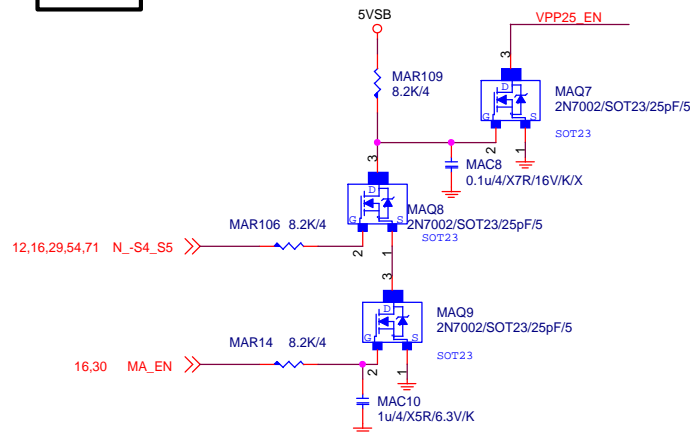 5VSB
VPP25_EN
3
MAR109
8.2K/4
D
G
S
MAQ7
2N7002/SOT23/25pF/5
SOT23
2
1
3
MAC8
0.1u/4/X7R/16V/K/X
D
G
S
MAQ8
2N7002/SOT23/25pF/5
SOT23
MAR106 8.2K/4
12,16,29,54,71 N_-S4_S5
2
1
3
D
G
S
MAQ9
2N7002/SOT23/25pF/5
SOT23
MAR14 8.2K/4
16,30 MA_EN
2
1
MAC10
1u/4/X5R/6.3V/K